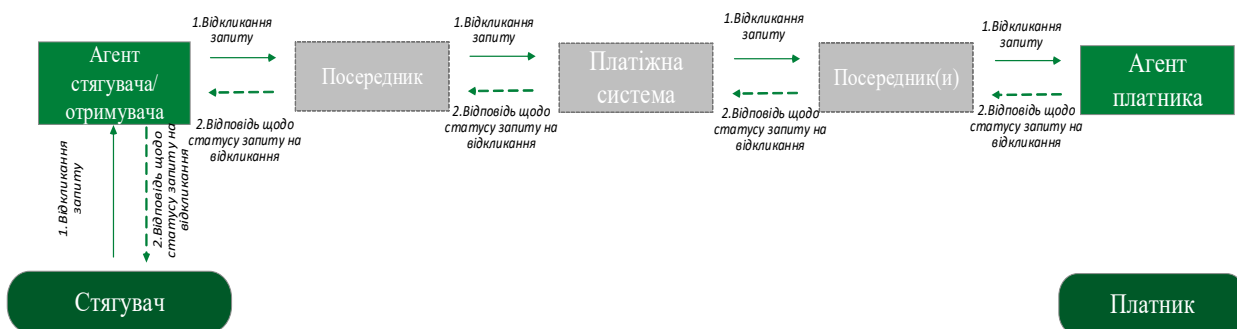 1.Відкликання
запиту
1.Відкликання
запиту
1.Відкликання
запиту
1.Відкликання
запиту
Агент
стягувача/
отримувача
Посередник
Платіжна
система
Посередник(и)
Агент
платника
2.Відповідь щодо
статусу запиту на
відкликання
2.Відповідь щодо
статусу запиту на
відкликання
2.Відповідь щодо
статусу запиту на
відкликання
2.Відповідь щодо
статусу запиту на
відкликання
1.Відкликання
запиту
2.Відповідь щодо
статусу запиту на
відкликання
Стягувач
Платник